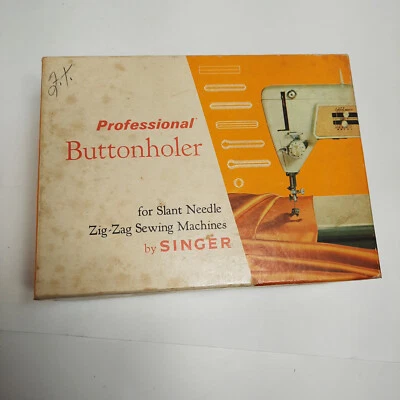 Professional
Buttonholer
for Slant Needle
Zig-Zag Sewing Machines
by SINGER